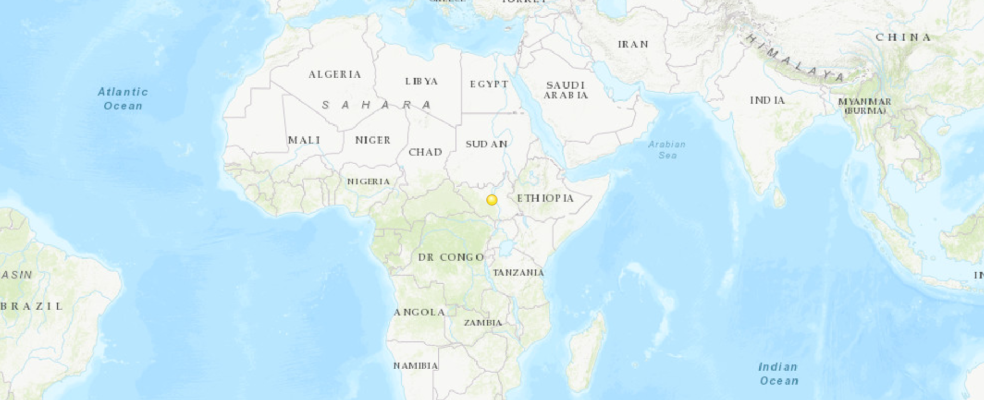 TURKEY
IRAN
CHINA
HIMALAYA
ALGERIA
LIBYA
EGYPT
SAUDI
ARABIA
Atlantic
Ocean
SAHARA
INDIA
MYANMAR
(BURMA)
MALI
NIGER
CHAD
SUDAN
Arabian
Sea
NIGERIA
ETHIOPIA
DR CONGO
TANZANIA
ASIN
BRAZIL
IN
ANGOLA
ZAMBIA
NAMIBIA
Indian
Ocean